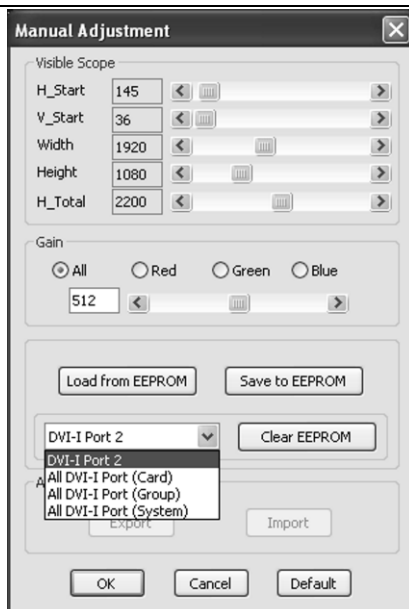 Manual Adjustment
Visible Scope
H_Start 145
V_Start 36
Width 1920
Height 1080
H_Total 2200
Gain
All Red Green Blue
512
Load from EEPROM Save to EEPROM
DVI-I Port 2 Clear EEPROM
DVI-I Port 2
All DVI-I Port (Card)
All DVI-I Port (Group)
All DVI-I Port (System)
A
Export Import
OK Cancel Default